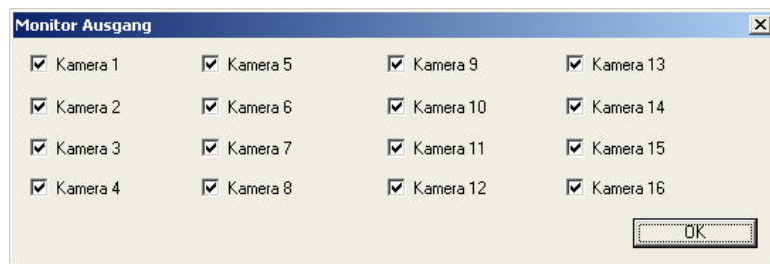 Monitor Ausgang
Kamera 1 Kamera 5 Kamera 9 Kamera 13
Kamera 2 Kamera 6 Kamera 10 Kamera 14
Kamera 3 Kamera 7 Kamera 11 Kamera 15
Kamera 4 Kamera 8 Kamera 12 Kamera 16
OK